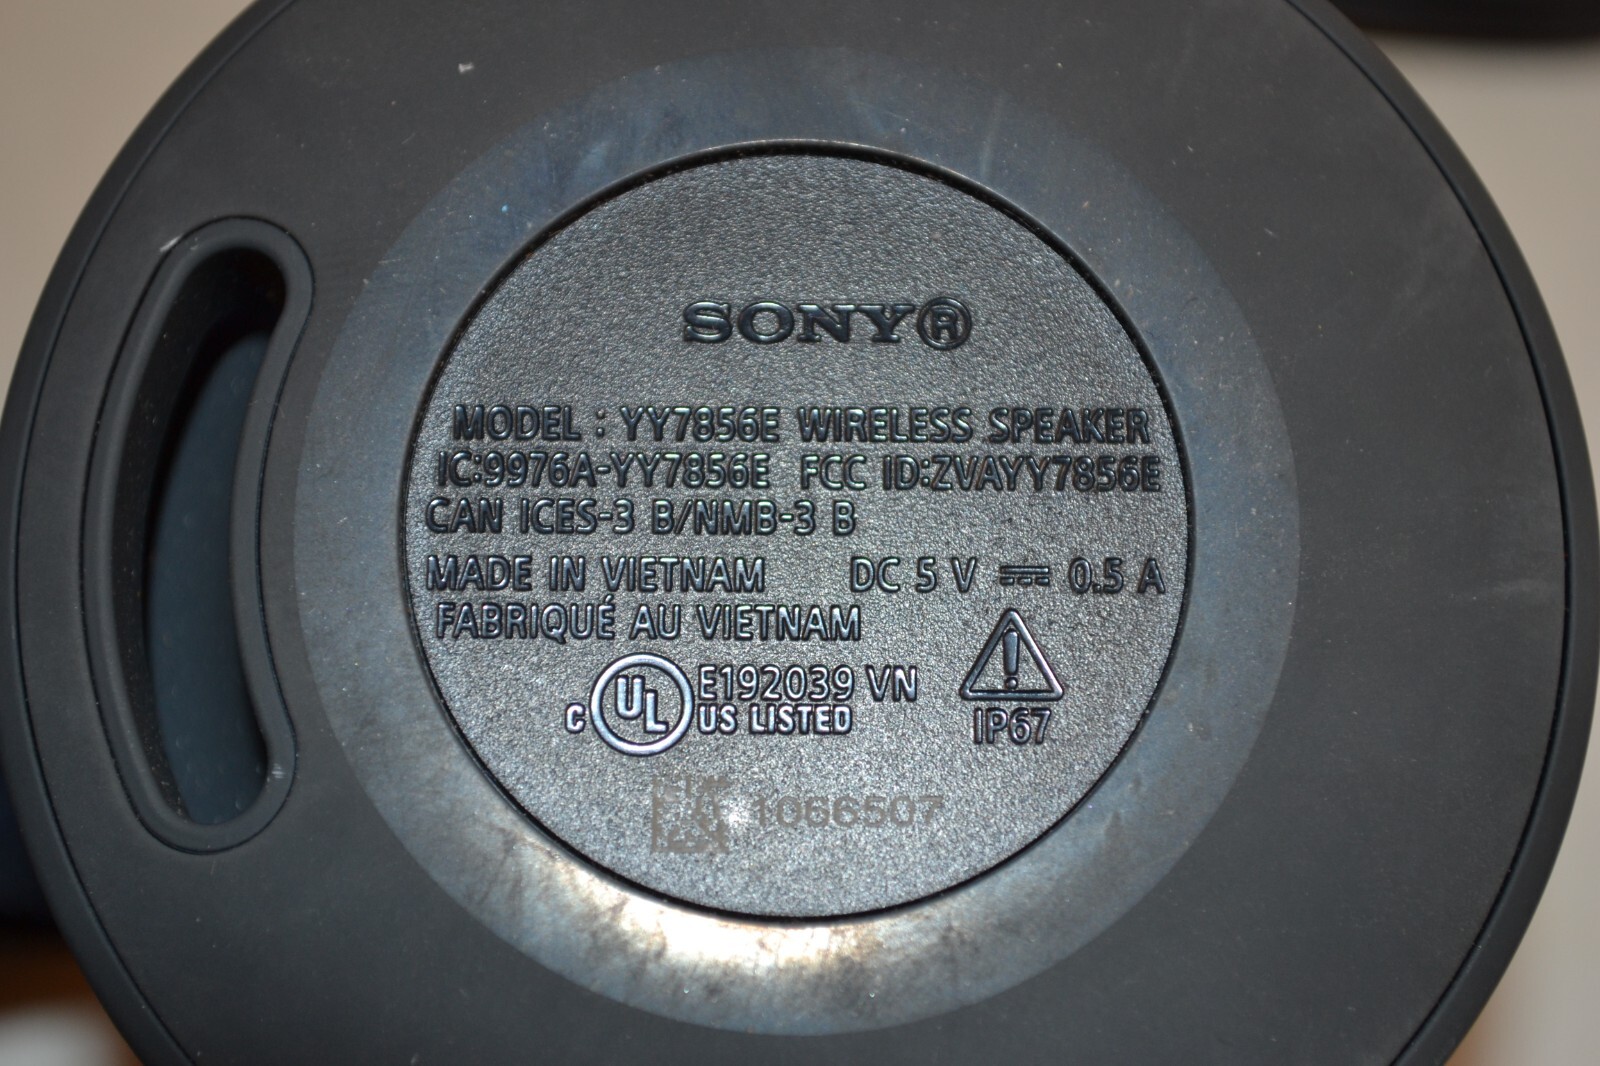 SONY®
MODEL : YY7856E WIRELESS SPEAKER
IC:9976A-YY7856E FCC ID:ZVAYY7856E
CAN ICES-3 B/NMB-3 B
MADE IN VIETNAM DC 5 V ⎓ 0.5 A
FABRIQUÉ AU VIETNAM
C UL US LISTED E192039 VN
IP67
1066507